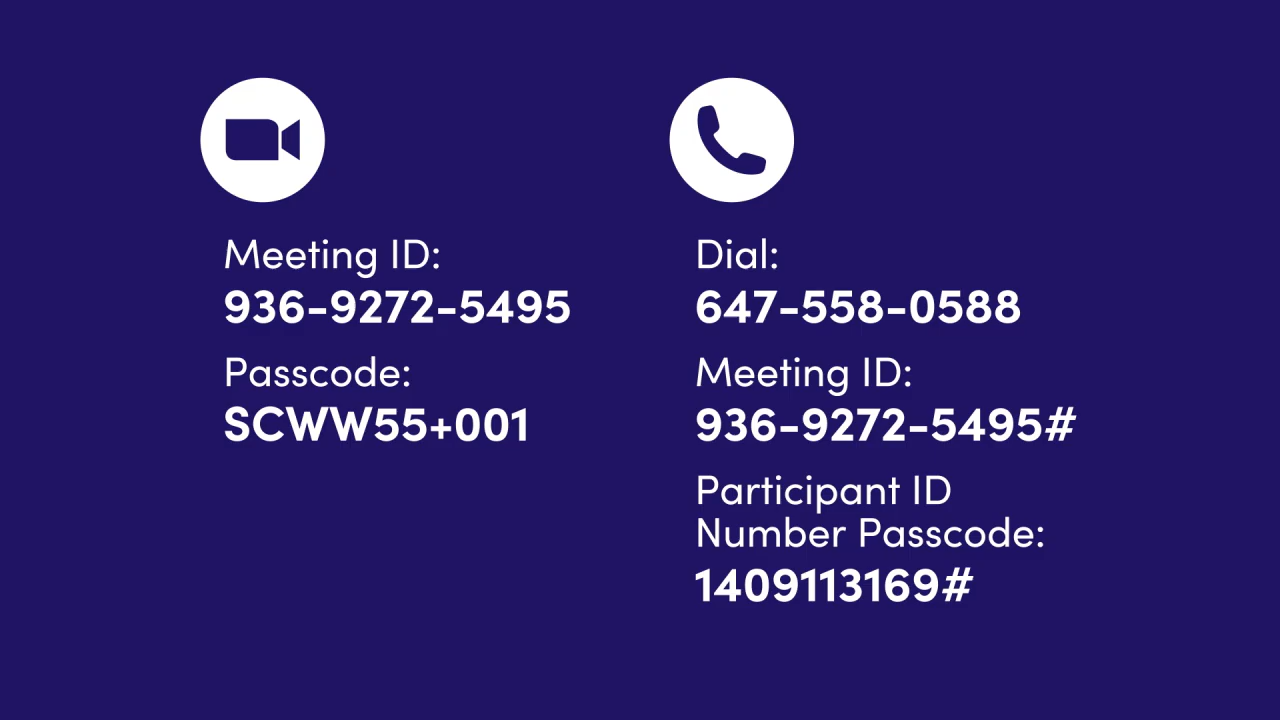 Meeting ID:
936-9272-5495
Passcode:
SCWW55+001
Dial:
647-558-0588
Meeting ID:
936-9272-5495#
Participant ID
Number Passcode:
1409113169#